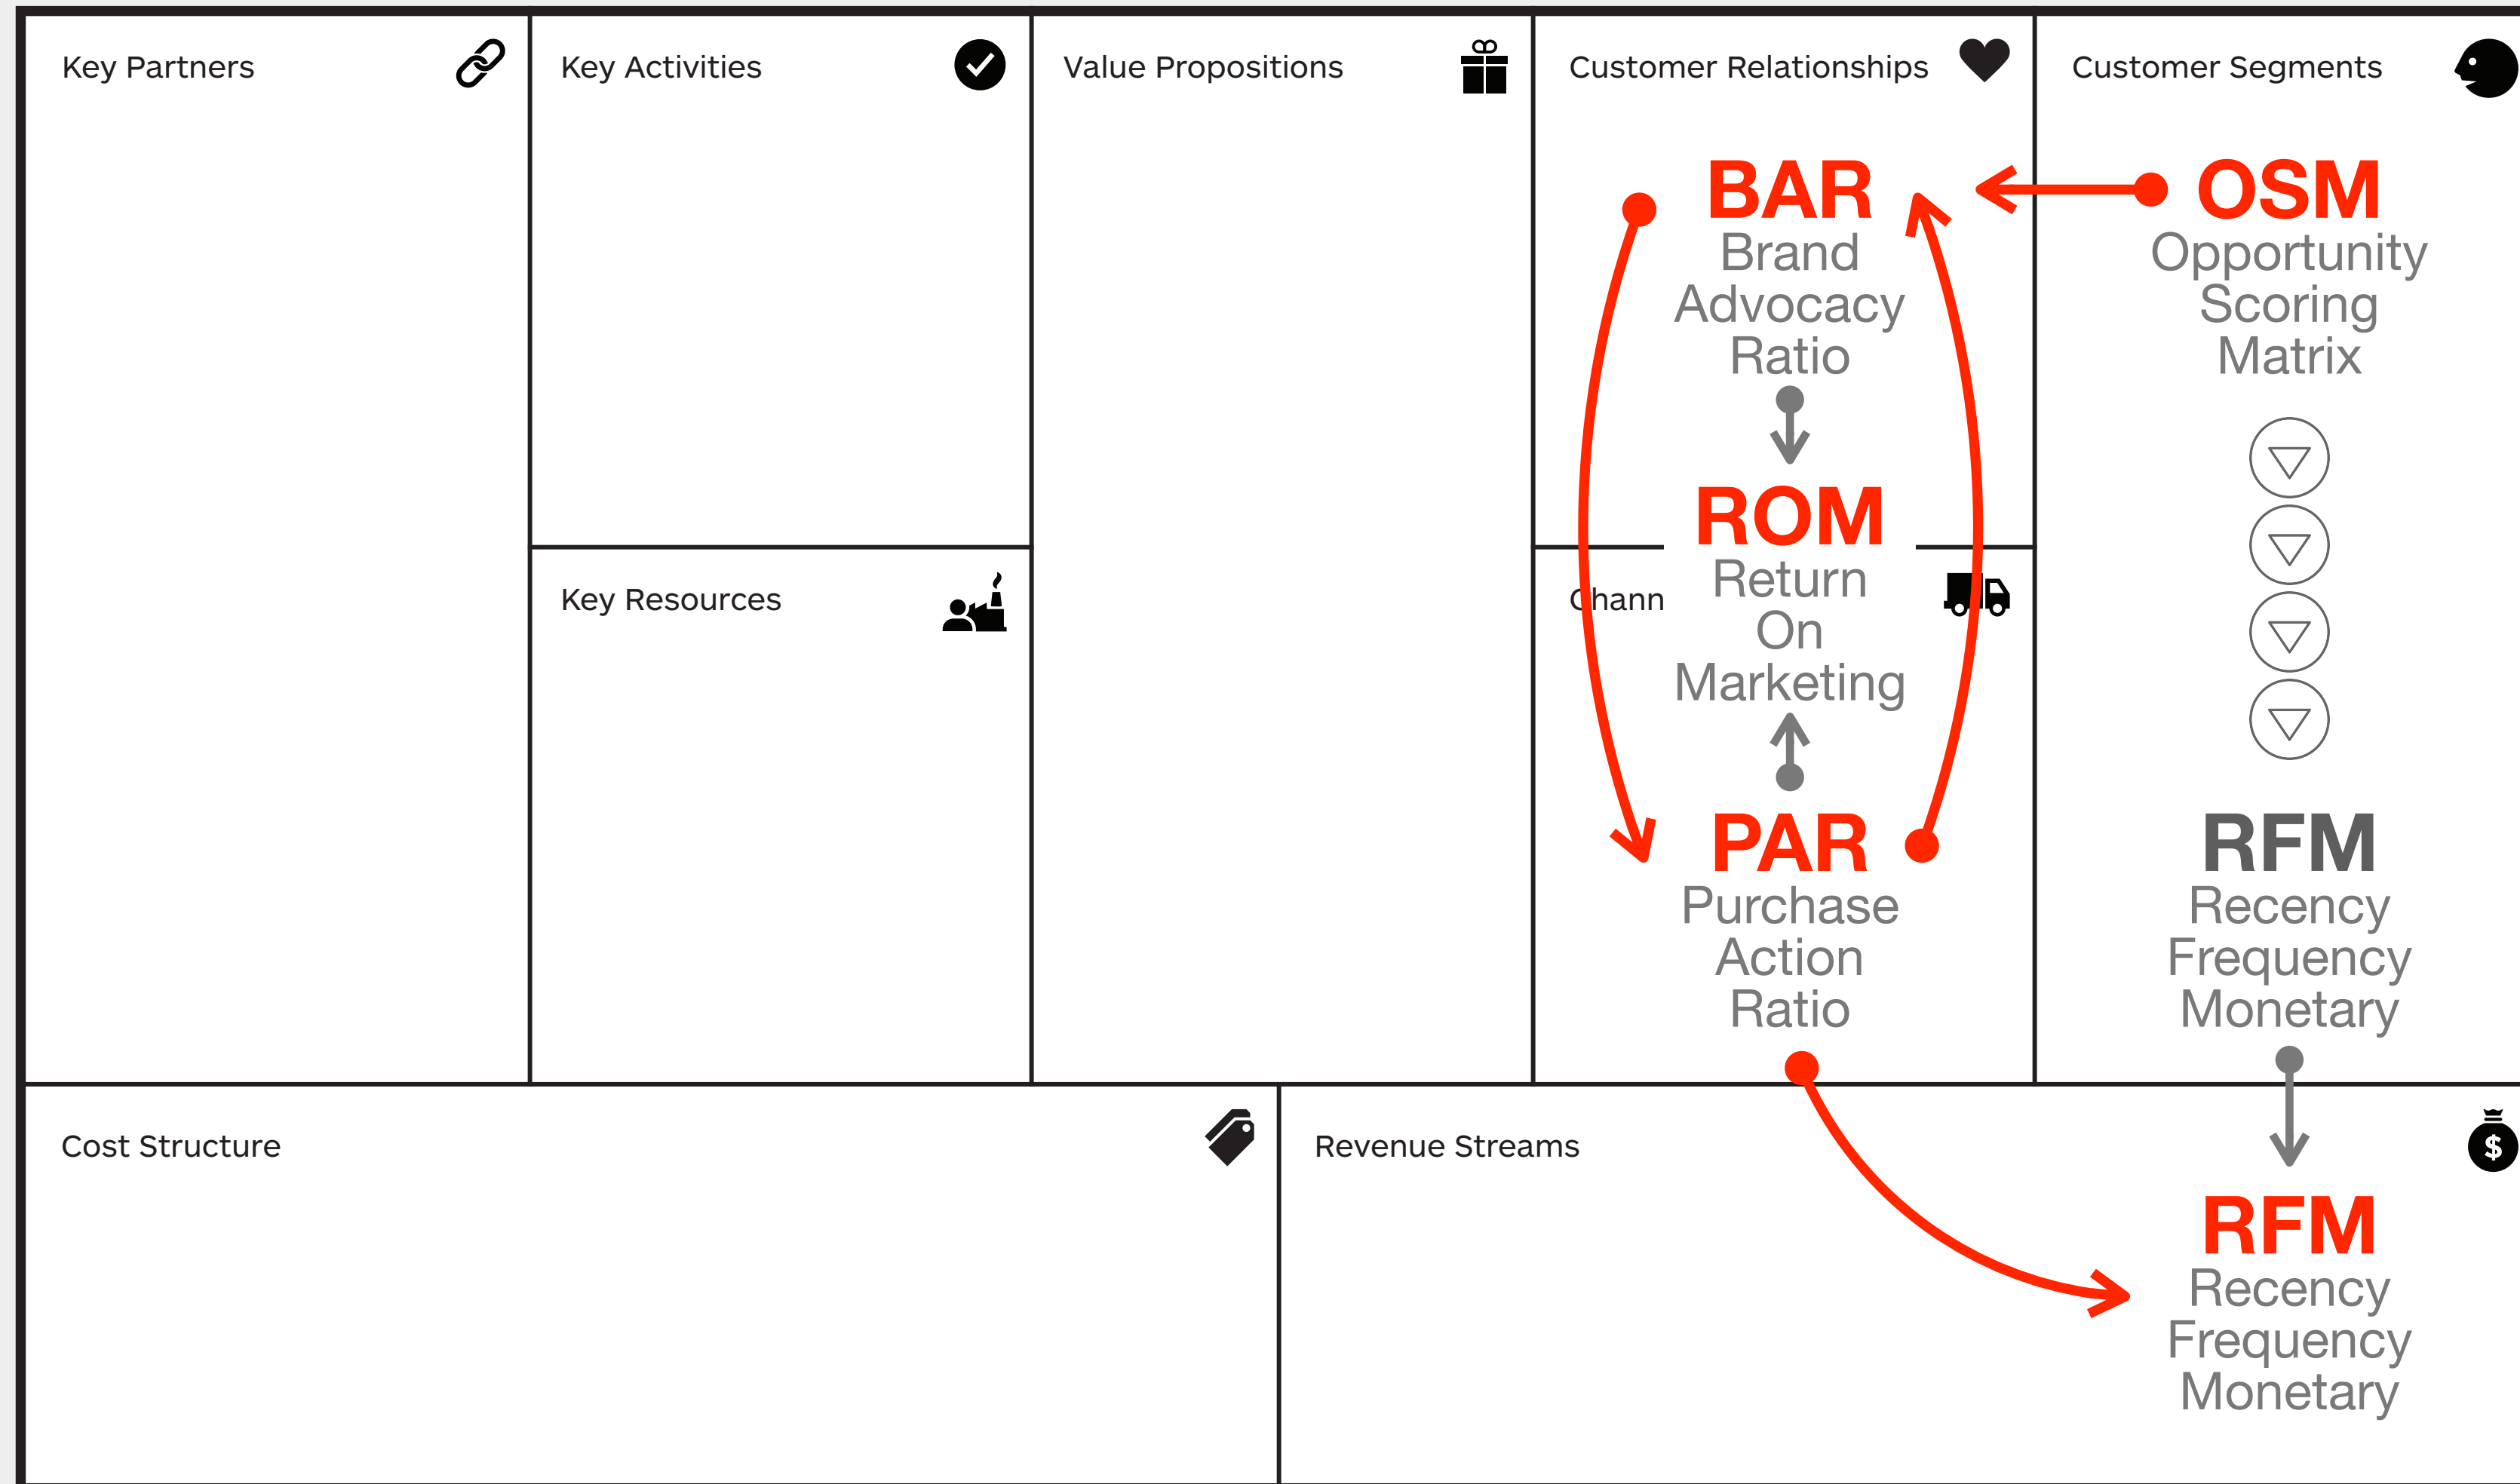 Key Partners
Key Activities
Value Propositions
Customer Relationships
Customer Segments
BAR
Brand
Advocacy
Ratio
OSM
Opportunity
Scoring
Matrix
ROM
Return
On
Marketing
Key Resources
Chann
PAR
Purchase
Action
Ratio
RFM
Recency
Frequency
Monetary
Cost Structure
Revenue Streams
$
RFM
Recency
Frequency
Monetary